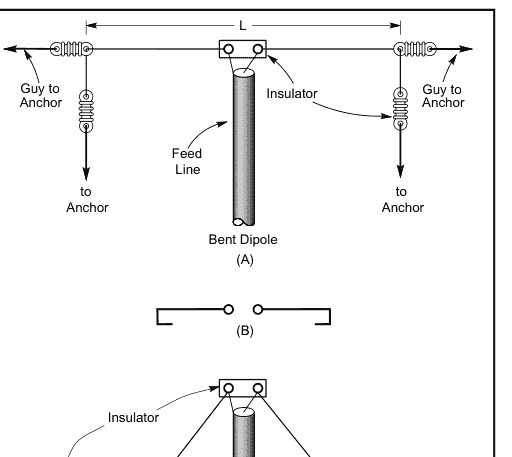 L
Guy to
Anchor
Insulator
Guy to
Anchor
Feed
Line
to
Anchor
to
Anchor
Bent Dipole
(A)
(B)
Insulator